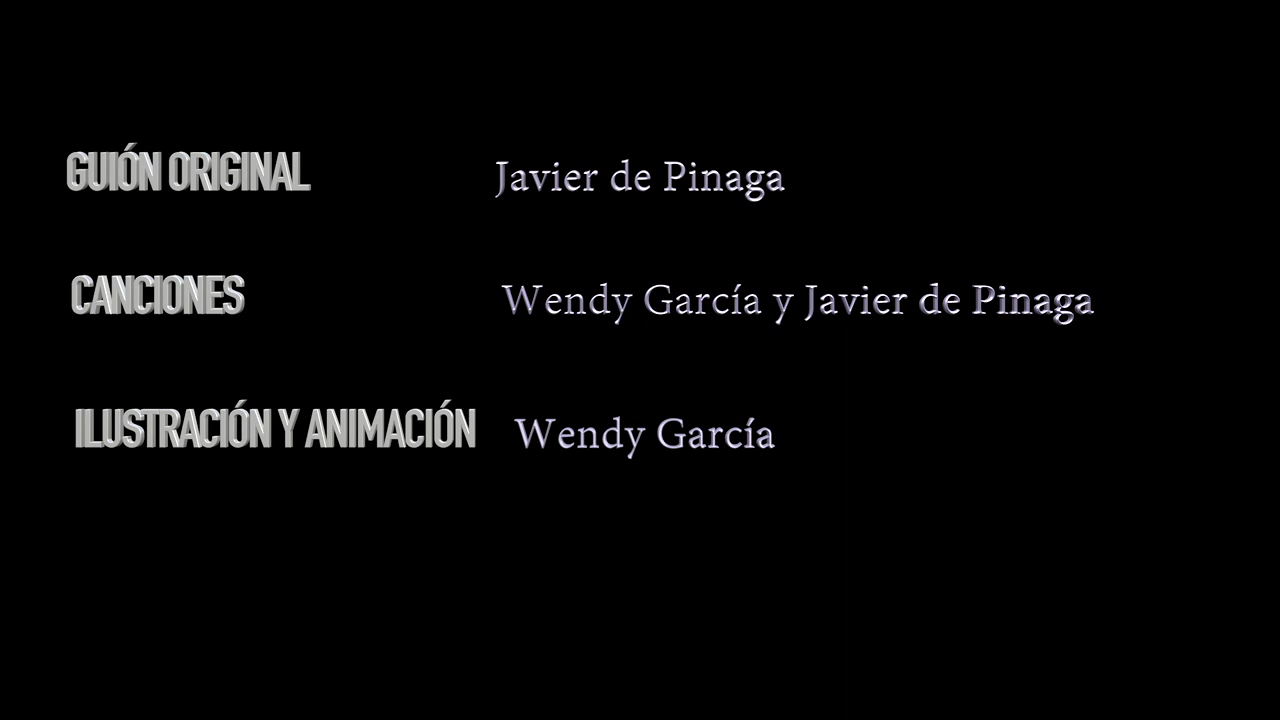 GUIÓN ORIGINAL Javier de Pinaga
CANCIONES Wendy García y Javier de Pinaga
ILUSTRACIÓN Y ANIMACIÓN Wendy García